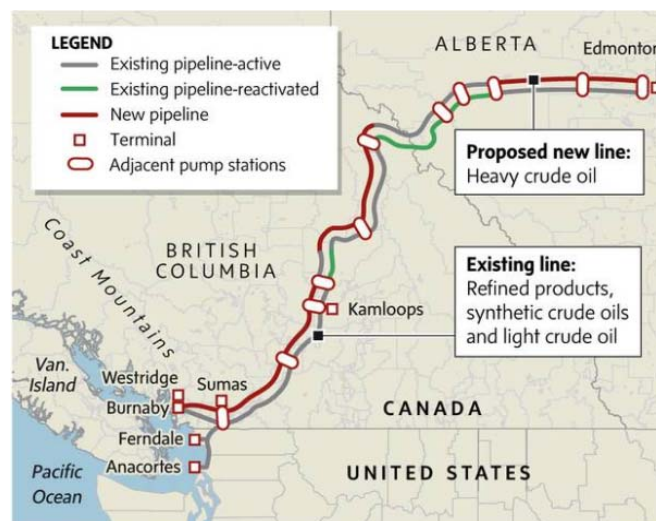 LEGEND
Existing pipeline-active
Existing pipeline-reactivated
New pipeline
Terminal
Adjacent pump stations
ALBERTA
Edmonton
Proposed new line:
Heavy crude oil
Coast Mountains
BRITISH
COLUMBIA
Existing line:
Refined products,
synthetic crude oils
and light crude oil
Kamloops
Van.
Island
Westridge
Sumas
Burnaby
CANADA
Ferndale
Anacortes
UNITED STATES
Pacific
Ocean